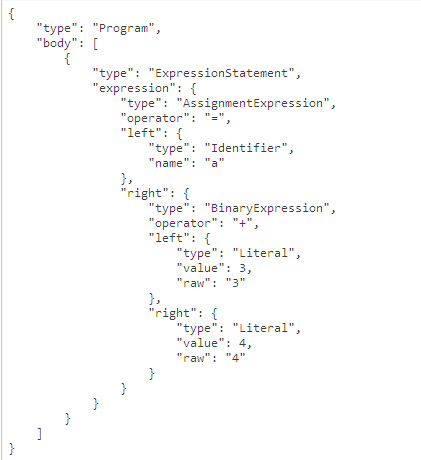 {
    "type": "Program",
    "body": [
        {
            "type": "ExpressionStatement",
            "expression": {
                "type": "AssignmentExpression",
                "operator": "=",
                "left": {
                    "type": "Identifier",
                    "name": "a"
                },
                "right": {
                    "type": "BinaryExpression",
                    "operator": "+",
                    "left": {
                        "type": "Literal",
                        "value": 3,
                        "raw": "3"
                    },
                    "right": {
                        "type": "Literal",
                        "value": 4,
                        "raw": "4"
                    }
                }
            }
        }
    ]
}